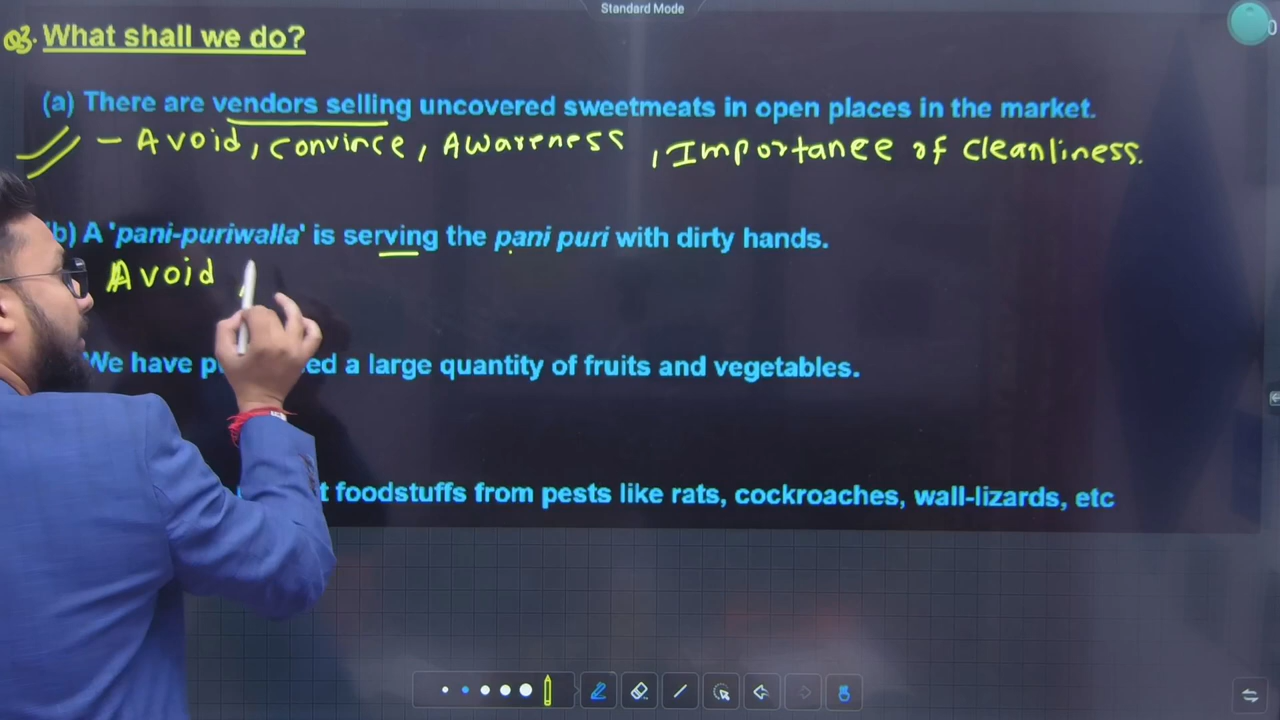 Standard Mode
Q3. What shall we do?
(a) There are vendors selling uncovered sweetmeats in open places in the market.
- Avoid, convince, Awareness, Importance of cleanliness.
b) A 'pani-puriwalla' is serving the pani puri with dirty hands.
Avoid ,
We have a large quantity of fruits and vegetables.
foodstuffs from pests like rats, cockroaches, wall-lizards, etc